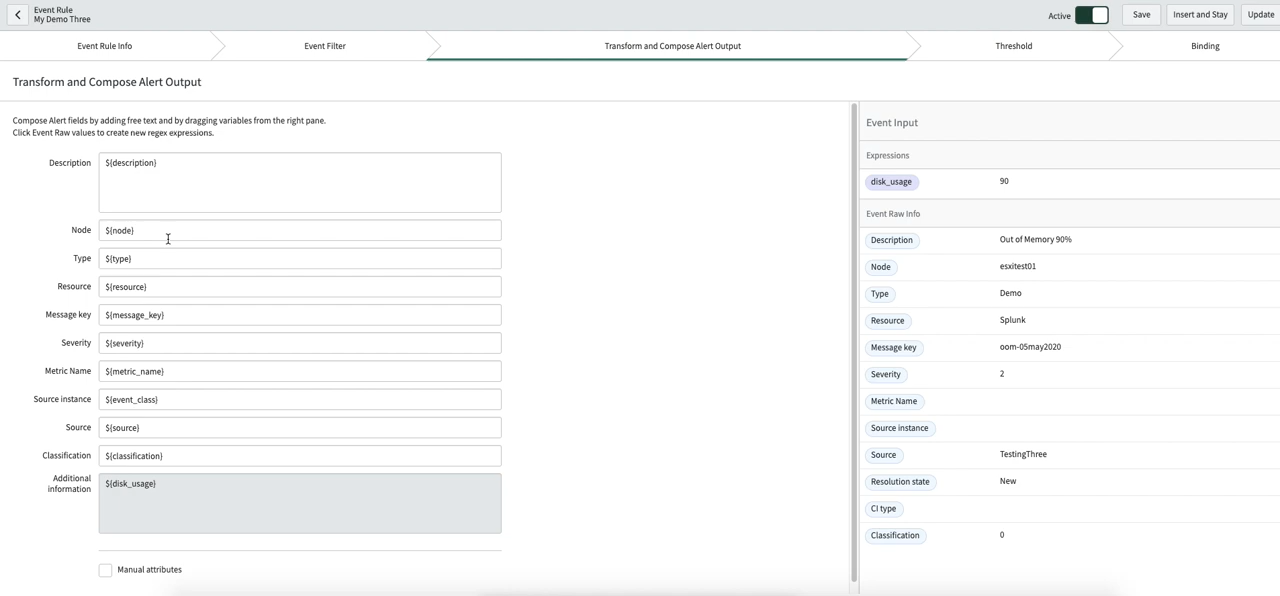 Event Rule
My Demo Three
Active
Save
Insert and Stay
Update
Event Rule Info
Event Filter
Transform and Compose Alert Output
Threshold
Binding
Transform and Compose Alert Output
Compose Alert fields by adding free text and by dragging variables from the right pane.
Click Event Raw values to create new regex expressions.
Description ${description}
Node ${node}
Type ${type}
Resource ${resource}
Message key ${message_key}
Severity ${severity}
Metric Name ${metric_name}
Source instance ${event_class}
Source ${source}
Classification ${classification}
Additional
information
${disk_usage}
Manual attributes
Event Input
Expressions
disk_usage 90
Event Raw Info
Description Out of Memory 90%
Node esxitest01
Type Demo
Resource Splunk
Message key oom-05may2020
Severity 2
Metric Name
Source instance
Source TestingThree
Resolution state New
CI type
Classification 0